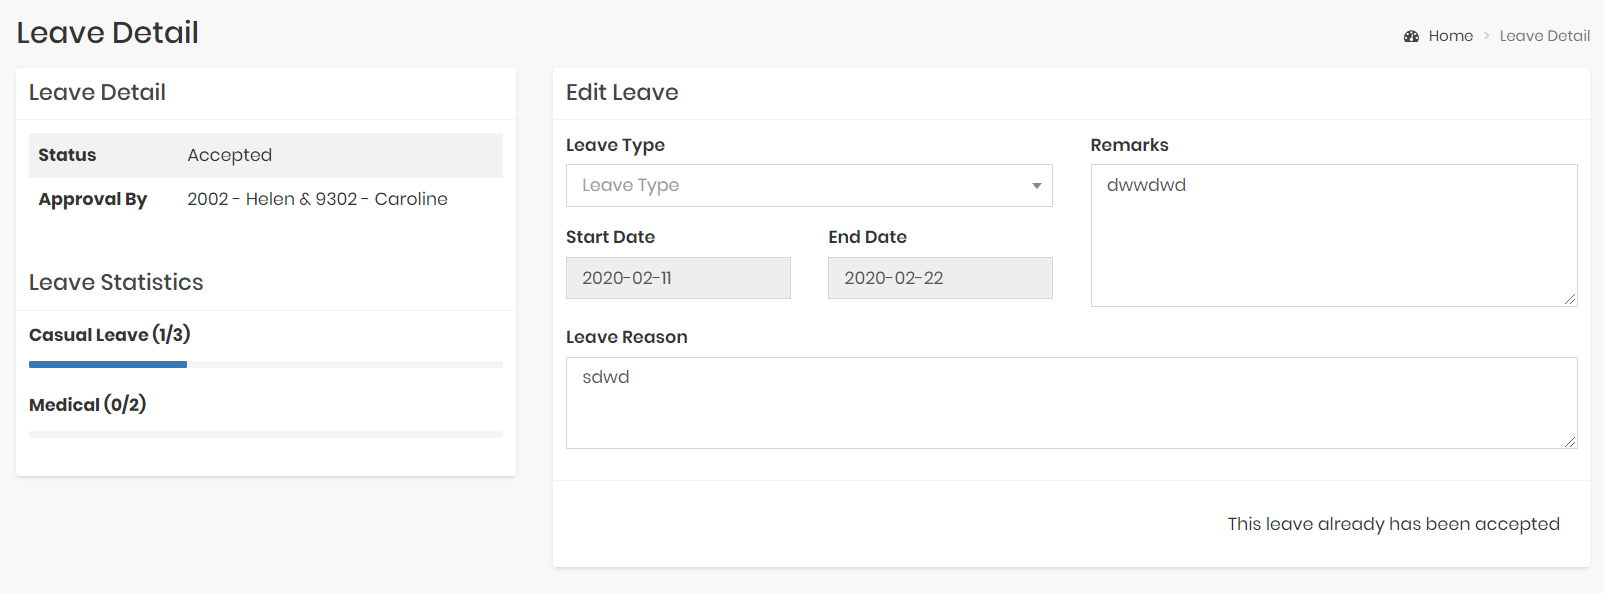 Leave Detail
Home > Leave Detail
Leave Detail
Status Accepted
Approval By 2002 - Helen & 9302 - Caroline
Leave Statistics
Casual Leave (1/3)
Medical (0/2)
Edit Leave
Leave Type
Leave Type
Remarks
dwwdwd
Start Date
2020-02-11
End Date
2020-02-22
Leave Reason
sdwd
This leave already has been accepted